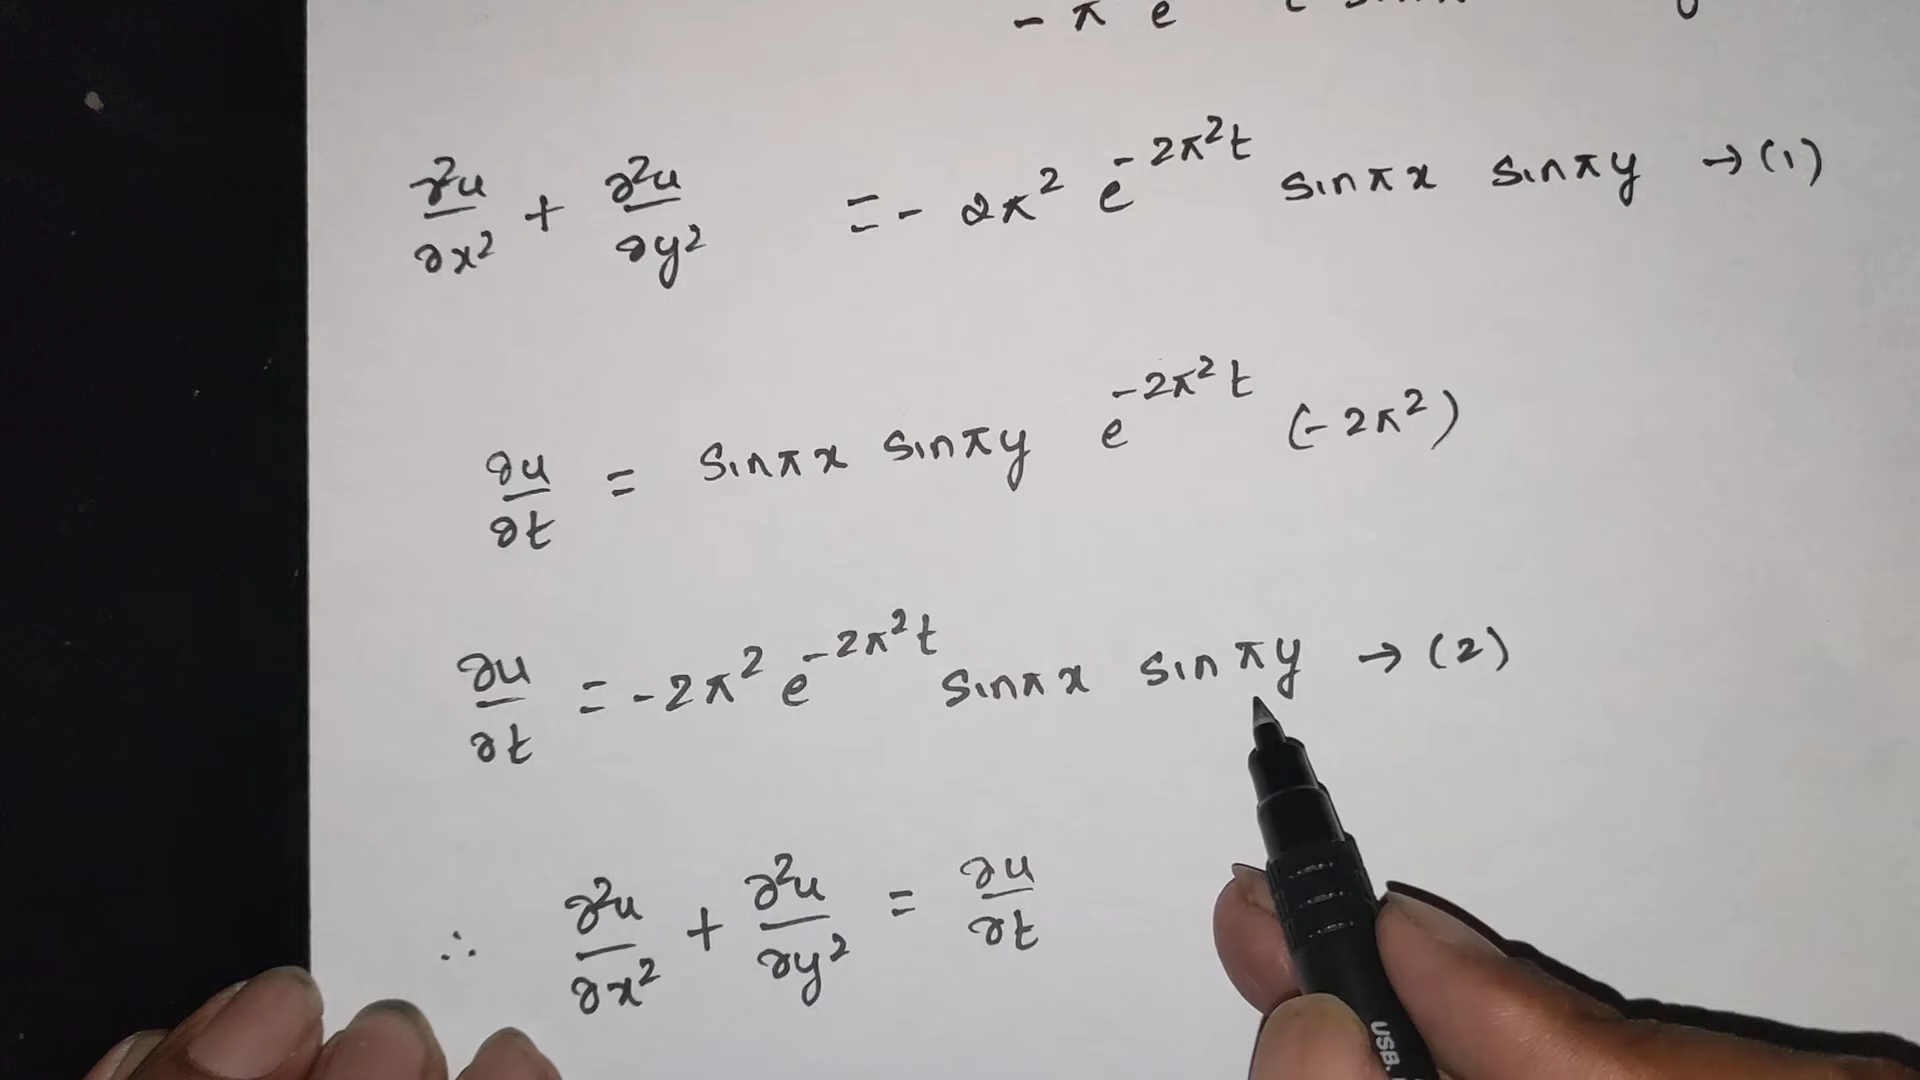 - π e
∂²u/∂x² + ∂²u/∂y² = - 2π² e^(-2π²t) sinπx sinπy → (1)
∂u/∂t = sinπx sinπy e^(-2π²t) (-2π²)
∂u/∂t = -2π² e^(-2π²t) sinπx sinπy → (2)
∴ ∂²u/∂x² + ∂²u/∂y² = ∂u/∂t
USB.